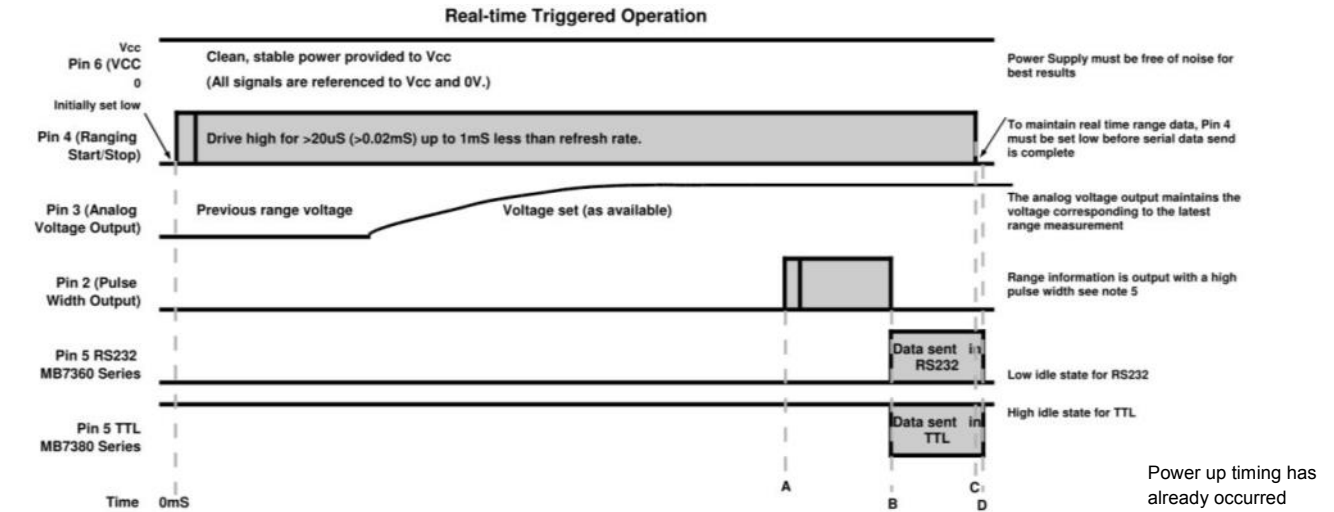 Real-time Triggered Operation
Vcc
Pin 6 (VCC
0
Clean, stable power provided to Vcc
(All signals are referenced to Vcc and 0V.)
Power Supply must be free of noise for
best results
Initially set low
Pin 4 (Ranging
Start/Stop)
Drive high for >20uS (>0.02mS) up to 1mS less than refresh rate.
To maintain real time range data, Pin 4
must be set low before serial data send
is complete
Pin 3 (Analog
Voltage Output)
Previous range voltage
Voltage set (as available)
The analog voltage output maintains the
voltage corresponding to the latest
range measurement
Pin 2 (Pulse
Width Output)
Range information is output with a high
pulse width see note 5
Pin 5 RS232
MB7360 Series
Data sent in
RS232
Low idle state for RS232
Pin 5 TTL
MB7380 Series
Data sent in
TTL
High idle state for TTL
Time 0mS
A
B
C
D
Power up timing has
already occurred